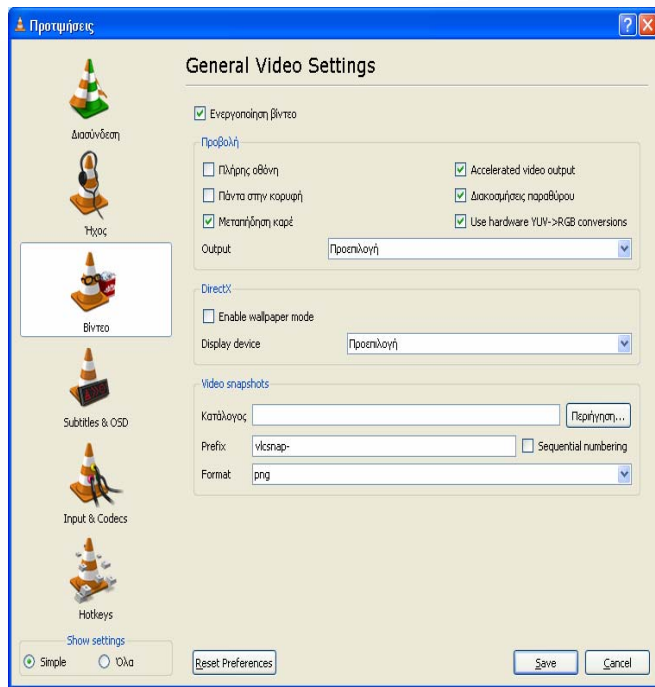 Προτιμήσεις
Διασύνδεση
Ήχος
Βίντεο
Subtitles & OSD
Input & Codecs
Hotkeys
Show settings
Simple Όλα
General Video Settings
Ενεργοποίηση βίντεο
Προβολή
Πλήρης οθόνη Accelerated video output
Πάντα στην κορυφή Διακοσμήσεις παραθύρου
Μεταπήδηση καρέ Use hardware YUV->RGB conversions
Output Προεπιλογή
DirectX
Enable wallpaper mode
Display device Προεπιλογή
Video snapshots
Κατάλογος Περιήγηση...
Prefix vlcsnap- Sequential numbering
Format png
Reset Preferences Save Cancel